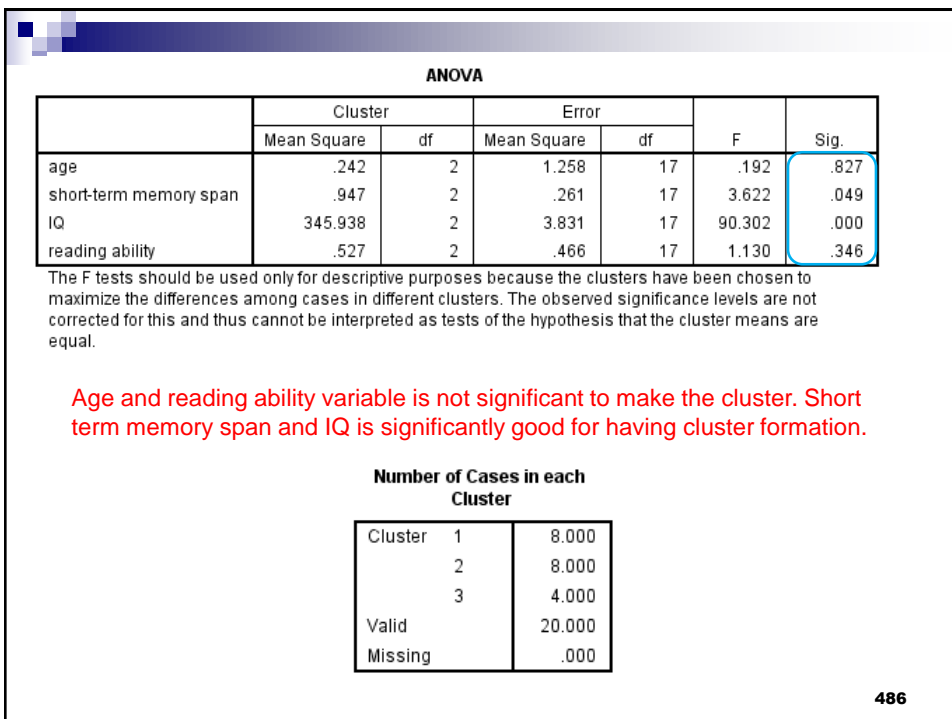 ANOVA
Cluster Error
Mean Square df Mean Square df F Sig.
age .242 2 1.258 17 .192 .827
short-term memory span .947 2 .261 17 3.622 .049
IQ 345.938 2 3.831 17 90.302 .000
reading ability .527 2 .466 17 1.130 .346
The F tests should be used only for descriptive purposes because the clusters have been chosen to
maximize the differences among cases in different clusters. The observed significance levels are not
corrected for this and thus cannot be interpreted as tests of the hypothesis that the cluster means are
equal.
Age and reading ability variable is not significant to make the cluster. Short
term memory span and IQ is significantly good for having cluster formation.
Number of Cases in each
Cluster
Cluster 1 8.000
2 8.000
3 4.000
Valid 20.000
Missing .000
486